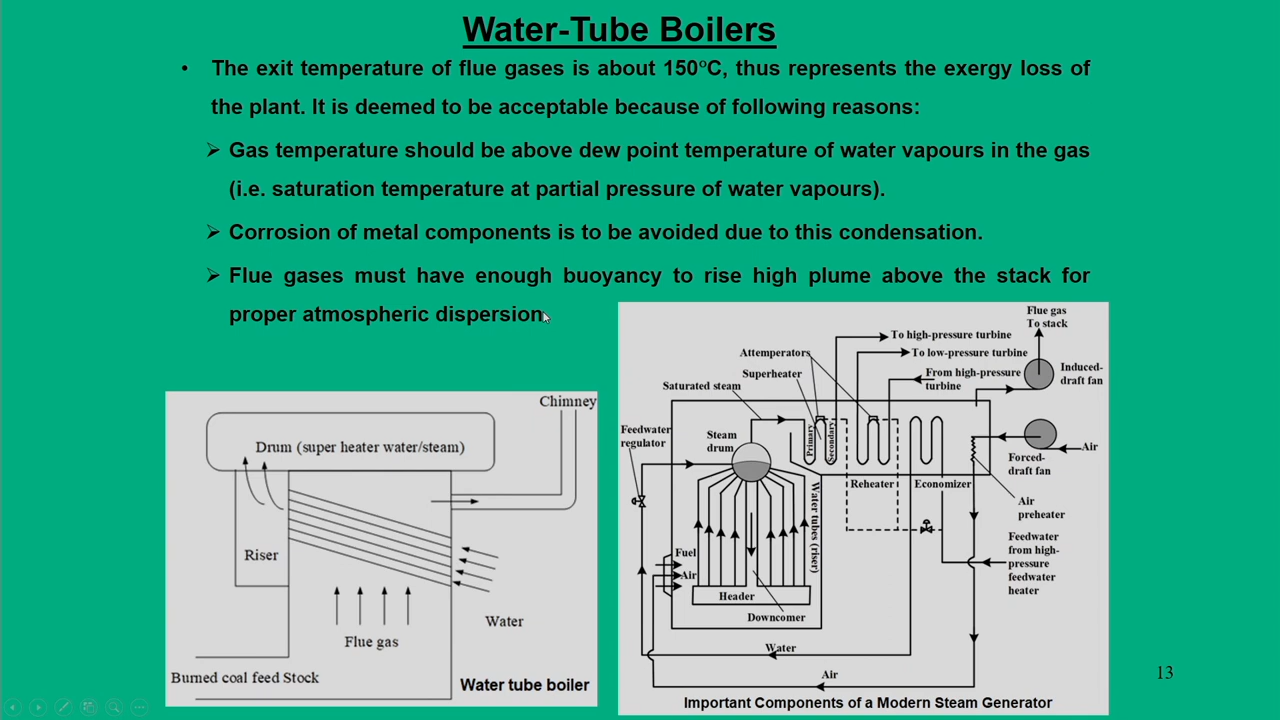 Water-Tube Boilers
• The exit temperature of flue gases is about 150°C, thus represents the exergy loss of
the plant. It is deemed to be acceptable because of following reasons:
➢ Gas temperature should be above dew point temperature of water vapours in the gas
(i.e. saturation temperature at partial pressure of water vapours).
➢ Corrosion of metal components is to be avoided due to this condensation.
➢ Flue gases must have enough buoyancy to rise high plume above the stack for
proper atmospheric dispersion.
Chimney
Drum (super heater water/steam)
Riser
Water
Flue gas
Burned coal feed Stock
Water tube boiler
Flue gas
To stack
To high-pressure turbine
Attemperators
To low-pressure turbine
Superheater
From high-pressure
turbine
Induced-
draft fan
Saturated steam
Feedwater
regulator
Steam
drum
Primary
Secondary
Air
Forced-
draft fan
Reheater
Economizer
Water tubes (riser)
Air
preheater
Fuel
Air
Feedwater
from high-
pressure
feedwater
heater
Header
Downcomer
Water
Air
Important Components of a Modern Steam Generator
13